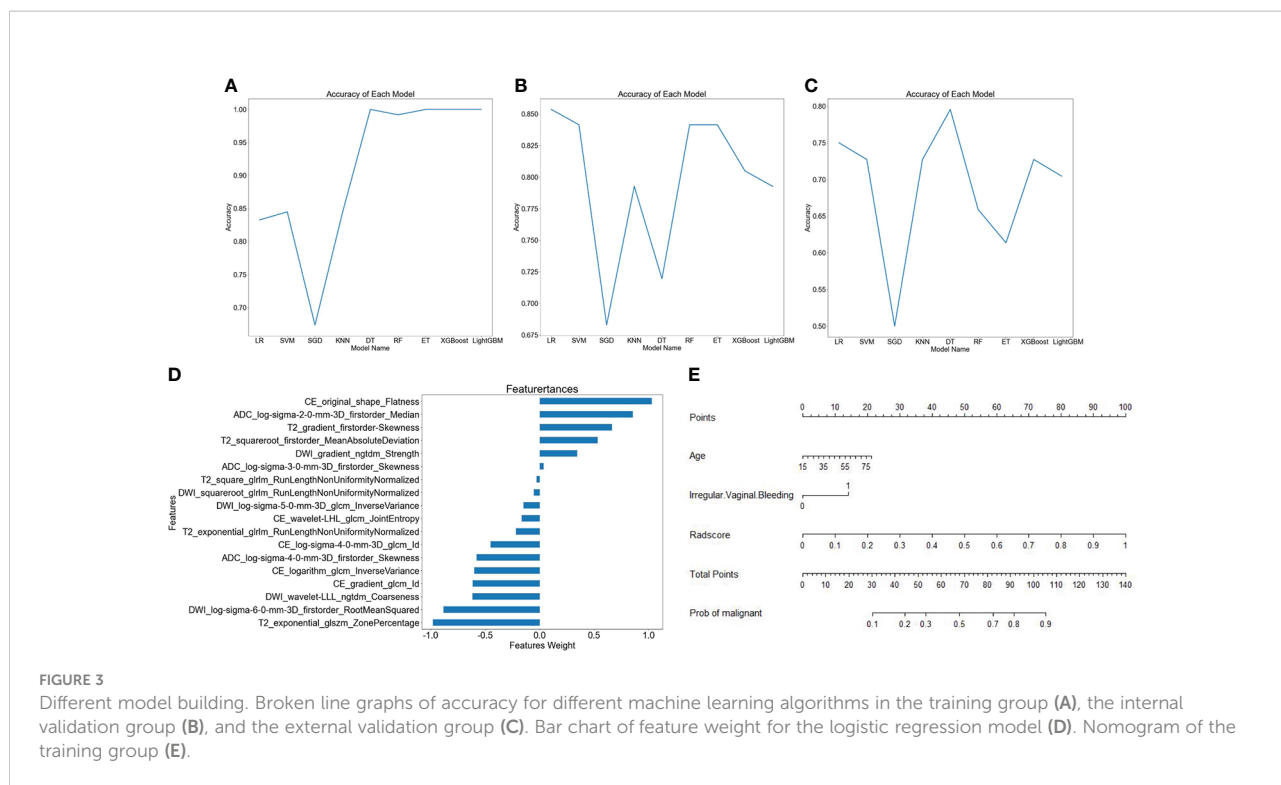 A
Accuracy of Each Model
1.00
0.95
0.90
0.85
0.80
0.75
0.70
Accuracy
LR SVM SGD KNN DT RF ET XGBoost LightGBM
Model Name
B
Accuracy of Each Model
0.850
0.825
0.800
0.775
0.750
0.725
0.700
0.675
Accuracy
LR SVM SGD KNN DT RF ET XGBoost LightGBM
Model Name
C
Accuracy of Each Model
0.80
0.75
0.70
0.65
0.60
0.55
0.50
Accuracy
LR SVM SGD KNN DT RF ET XGBoost LightGBM
Model Name
D
Featurertances
CE_original_shape_Flatness
ADC_log-sigma-2-0-mm-3D_firstorder_Median
T2_gradient_firstorder-Skewness
T2_squareroot_firstorder_MeanAbsoluteDeviation
DWI_gradient_ngtdm_Strength
ADC_log-sigma-3-0-mm-3D_firstorder_Skewness
T2_square_glrlm_RunLengthNonUniformityNormalized
DWI_squareroot_glrlm_RunLengthNonUniformityNormalized
DWI_log-sigma-5-0-mm-3D_glcm_InverseVariance
CE_wavelet-LHL_glcm_JointEntropy
T2_exponential_glrlm_RunLengthNonUniformityNormalized
CE_log-sigma-4-0-mm-3D_glcm_Id
ADC_log-sigma-4-0-mm-3D_firstorder_Skewness
CE_logarithm_glcm_InverseVariance
CE_gradient_glcm_Id
DWI_wavelet-LLL_ngtdm_Coarseness
DWI_log-sigma-6-0-mm-3D_firstorder_RootMeanSquared
T2_exponential_glszm_ZonePercentage
Features
-1.0 -0.5 0.0 0.5 1.0
Features Weight
E
Points
0 10 20 30 40 50 60 70 80 90 100
Age
15 35 55 75
Irregular.Vaginal.Bleeding
1
0
Radscore
0 0.1 0.2 0.3 0.4 0.5 0.6 0.7 0.8 0.9 1
Total Points
0 10 20 30 40 50 60 70 80 90 100 110 120 130 140
Prob of malignant
0.1 0.2 0.3 0.5 0.7 0.8 0.9
FIGURE 3
Different model building. Broken line graphs of accuracy for different machine learning algorithms in the training group (A), the internal
validation group (B), and the external validation group (C). Bar chart of feature weight for the logistic regression model (D). Nomogram of the
training group (E).